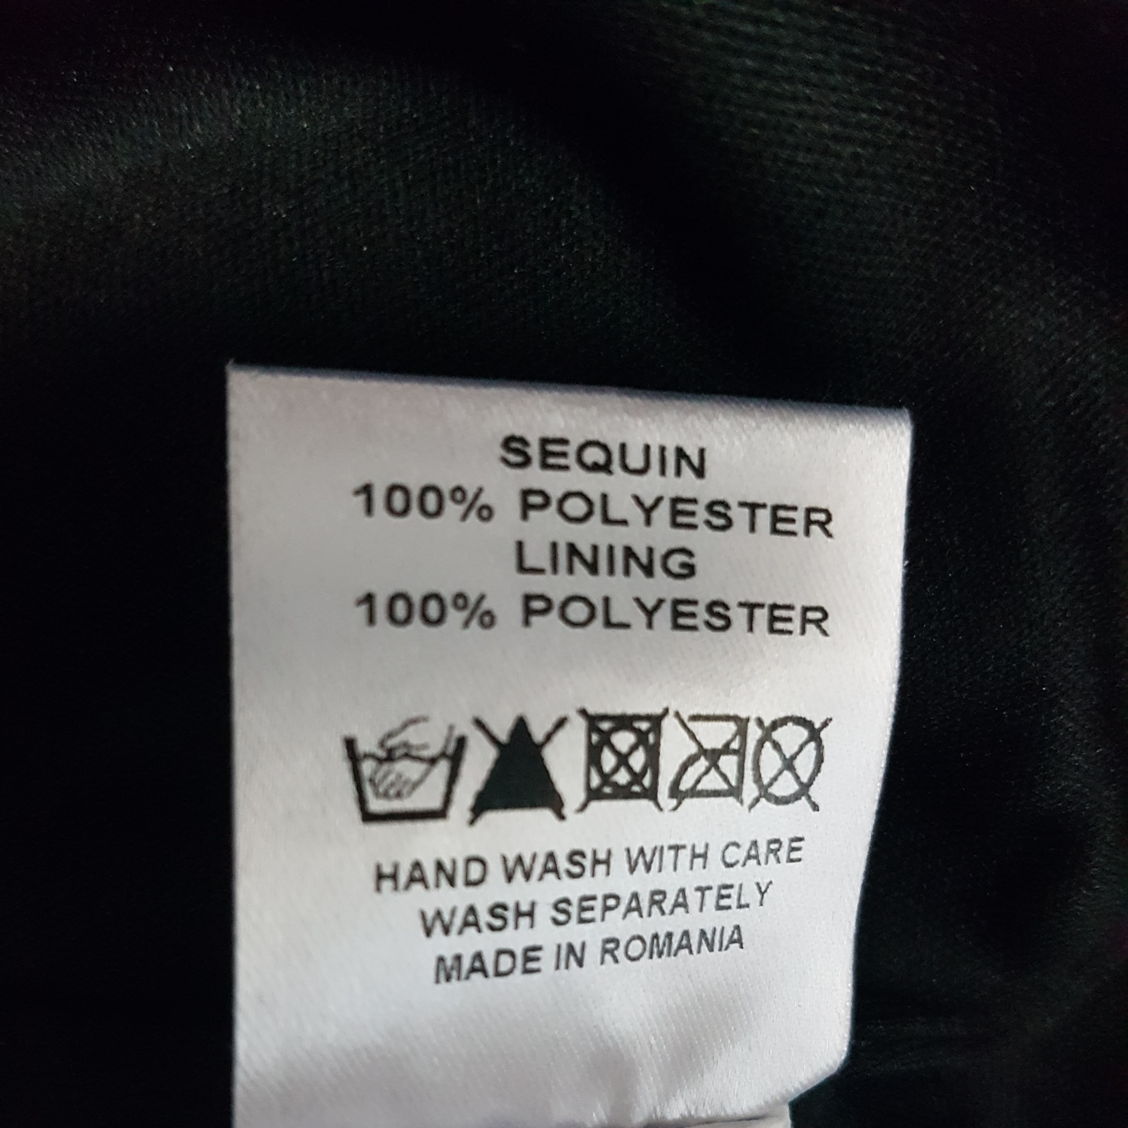 SEQUIN
100% POLYESTER
LINING
100% POLYESTER
HAND WASH WITH CARE
WASH SEPARATELY
MADE IN ROMANIA